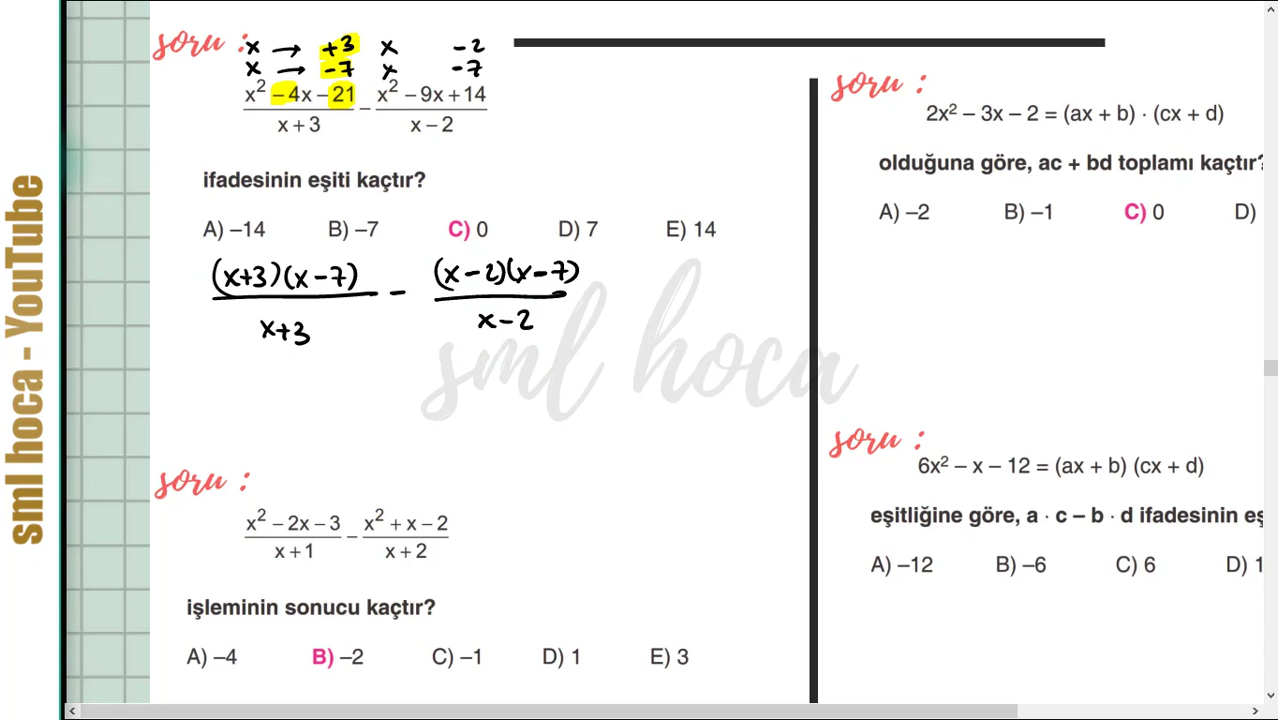 sml hoca - YouTube
soru :
x → +3 x -2
x → -7 x -7
x² – 4x – 21 / x + 3 – x² – 9x + 14 / x – 2
ifadesinin eşiti kaçtır?
A) –14 B) –7 C) 0 D) 7 E) 14
(x+3)(x-7) / x+3 - (x-2)(x-7) / x-2
sml hoca
soru :
x² – 2x – 3 / x + 1 – x² + x – 2 / x + 2
işleminin sonucu kaçtır?
A) –4 B) –2 C) –1 D) 1 E) 3
soru :
2x² – 3x – 2 = (ax + b) · (cx + d)
olduğuna göre, ac + bd toplamı kaçtır?
A) –2 B) –1 C) 0 D)
soru :
6x² – x – 12 = (ax + b) (cx + d)
eşitliğine göre, a · c – b · d ifadesinin eş
A) –12 B) –6 C) 6 D) 1